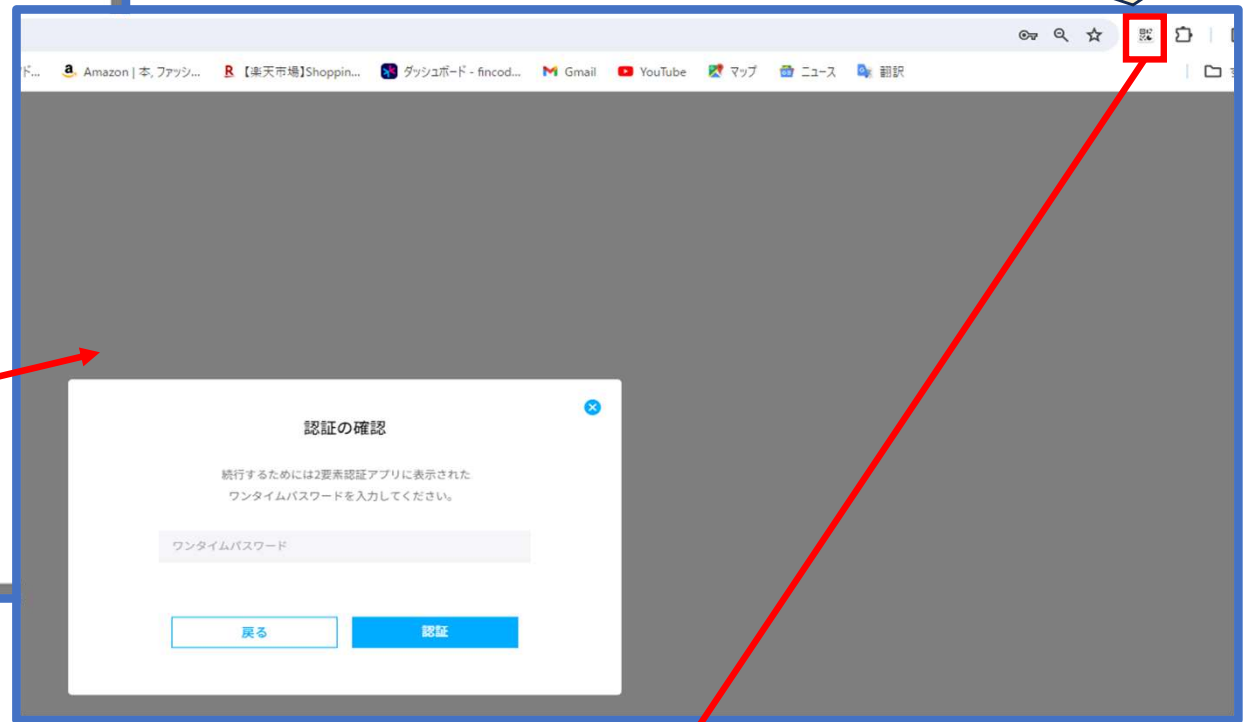 ド... Amazon | 本, ファッシ... 【楽天市場】Shoppin... ダッシュボード - fincod... Gmail YouTube マップ ニュース 翻訳
認証の確認
続行するためには2要素認証アプリに表示された
ワンタイムパスワードを入力してください。
ワンタイムパスワード
戻る 認証